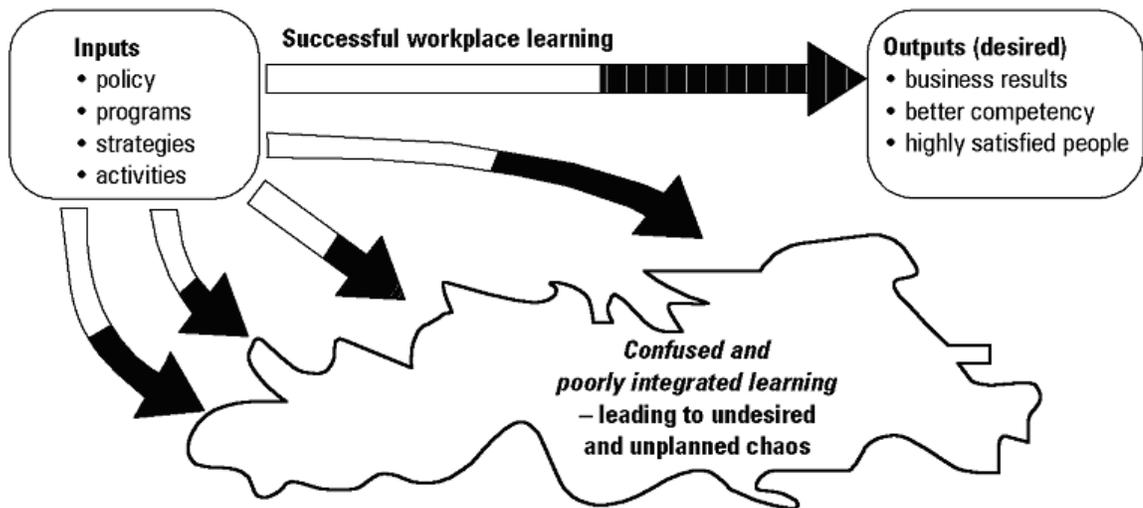 Inputs
• policy
• programs
• strategies
• activities
Successful workplace learning
Outputs (desired)
• business results
• better competency
• highly satisfied people
Confused and
poorly integrated learning
– leading to undesired
and unplanned chaos